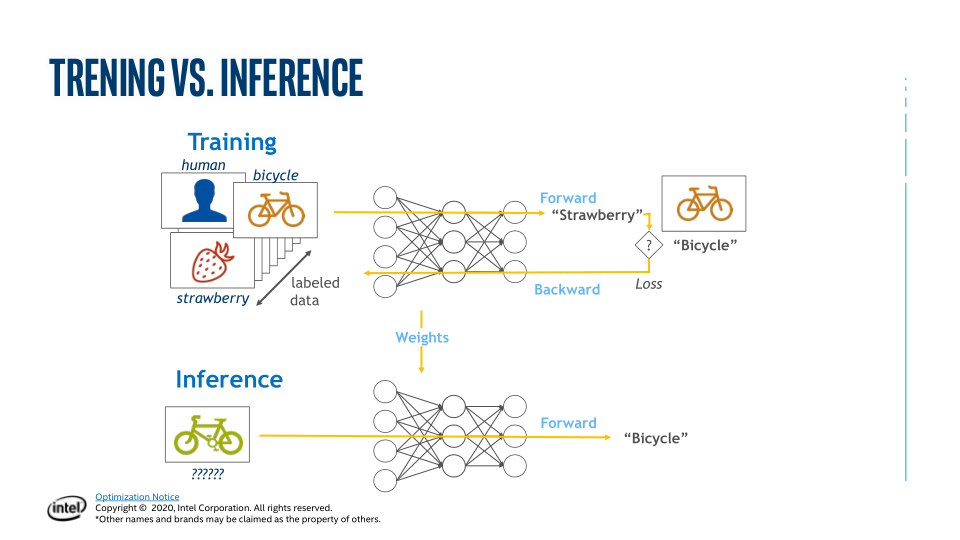 TRENING VS. INFERENCE
Training
human
bicycle
strawberry
labeled
data
Forward
“Strawberry”
?
“Bicycle”
Loss
Backward
Weights
Inference
??????
Forward
“Bicycle”
intel
Optimization Notice
Copyright © 2020, Intel Corporation. All rights reserved.
*Other names and brands may be claimed as the property of others.